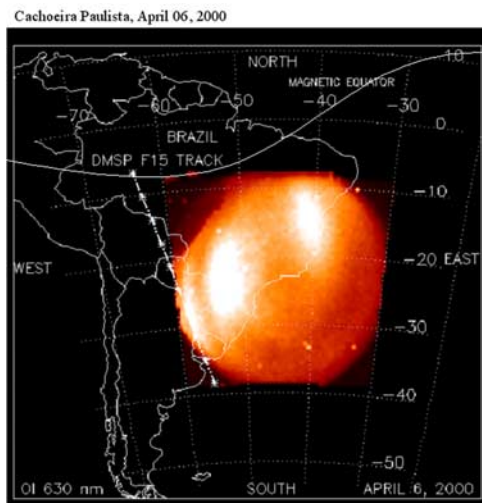 Cachoeira Paulista, April 06, 2000
NORTH
10
MAGNETIC EQUATOR
-70
-60
-50
-40
-30
0
BRAZIL
DMSP F15 TRACK
-10
WEST
-20
EAST
-30
-40
-50
OI 630 nm
SOUTH
APRIL 6, 2000